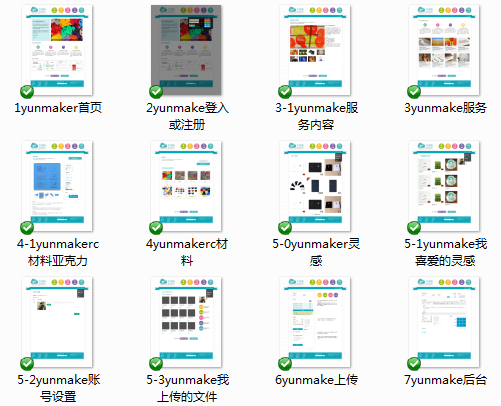 1yunmaker首页
2yunmake登入
或注册
3-1yunmake服
务内容
3yunmake服务
4-1yunmakerc
材料亚克力
4yunmakerc材
料
5-0yunmaker灵
感
5-1yunmake我
喜爱的灵感
5-2yunmake账
号设置
5-3yunmake我
上传的文件
6yunmake上传
7yunmake后台